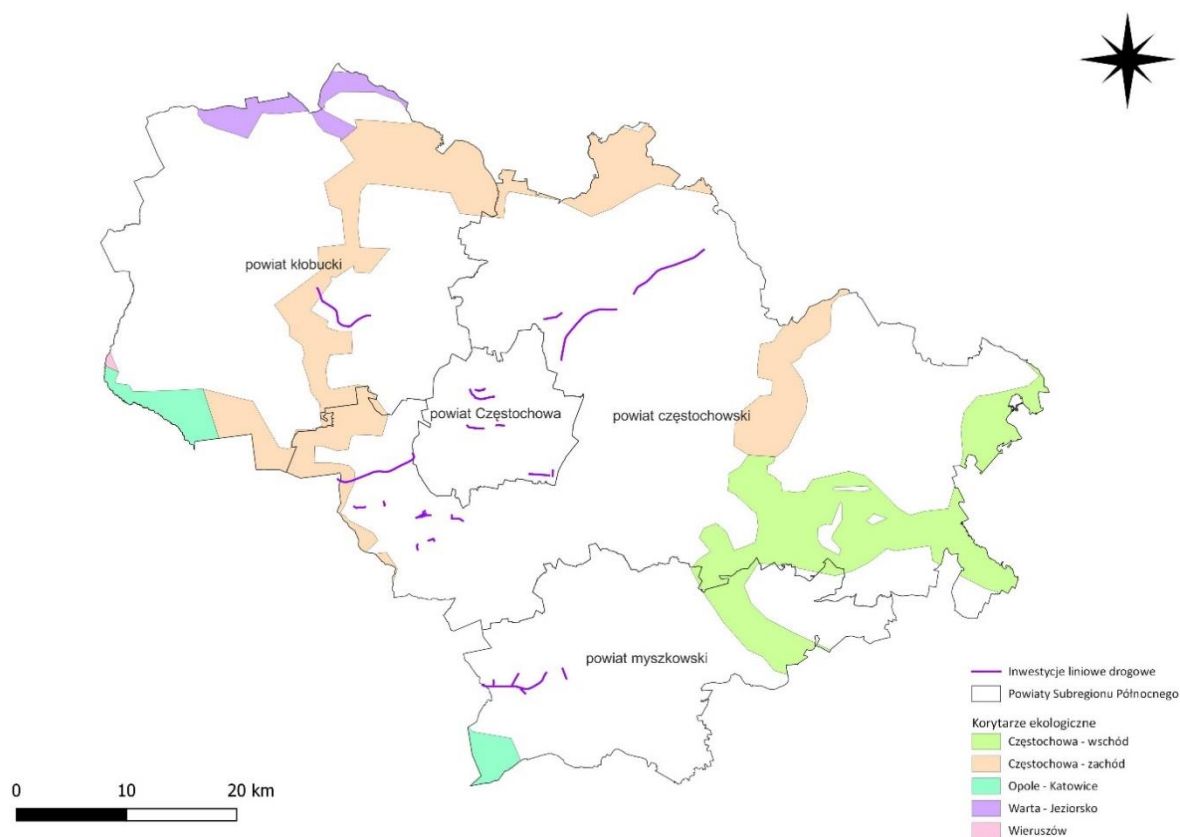 powiat kłobucki
powiat Częstochowa
powiat częstochowski
powiat myszkowski
Inwestycje liniowe drogowe
Powiaty Subregionu Północnego
Korytarze ekologiczne
Częstochowa - wschód
Częstochowa - zachód
Opole - Katowice
Warta - Jeziorsko
Wieruszów
0 10 20 km